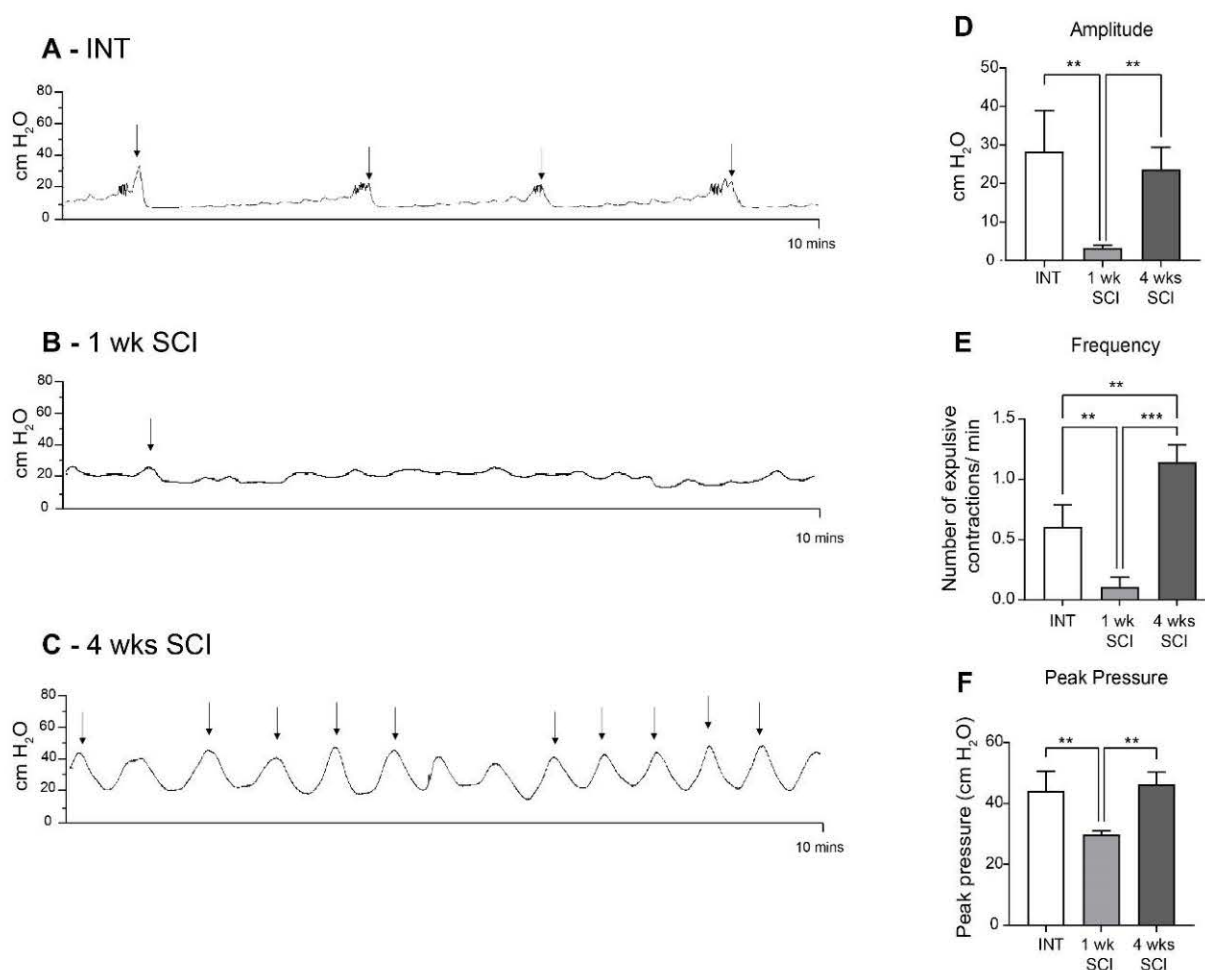 A - INT
cm H₂O
80
60
40
20
0
10 mins
B - 1 wk SCI
cm H₂O
80
60
40
20
0
10 mins
C - 4 wks SCI
cm H₂O
80
60
40
20
0
10 mins
D Amplitude
cm H₂O
50
40
30
20
10
0
** **
INT 1 wk 4 wks
SCI SCI
E Frequency
Number of expulsive
contractions/ min
1.5
1.0
0.5
0.0
**
** ***
INT 1 wk 4 wks
SCI SCI
F Peak Pressure
Peak pressure (cm H₂O)
60
40
20
0
** **
INT 1 wk 4 wks
SCI SCI